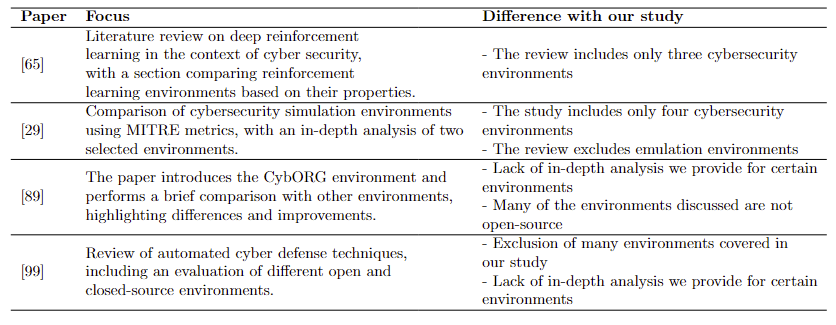 Paper Focus Difference with our study
[65]
Literature review on deep reinforcement
learning in the context of cyber security,
with a section comparing reinforcement
learning environments based on their properties.
- The review includes only three cybersecurity
environments
[29]
Comparison of cybersecurity simulation environments
using MITRE metrics, with an in-depth analysis of two
selected environments.
- The study includes only four cybersecurity
environments
- The review excludes emulation environments
[89]
The paper introduces the CybORG environment and
performs a brief comparison with other environments,
highlighting differences and improvements.
- Lack of in-depth analysis we provide for certain
environments
- Many of the environments discussed are not
open-source
[99]
Review of automated cyber defense techniques,
including an evaluation of different open and
closed-source environments.
- Exclusion of many environments covered in
our study
- Lack of in-depth analysis we provide for certain
environments